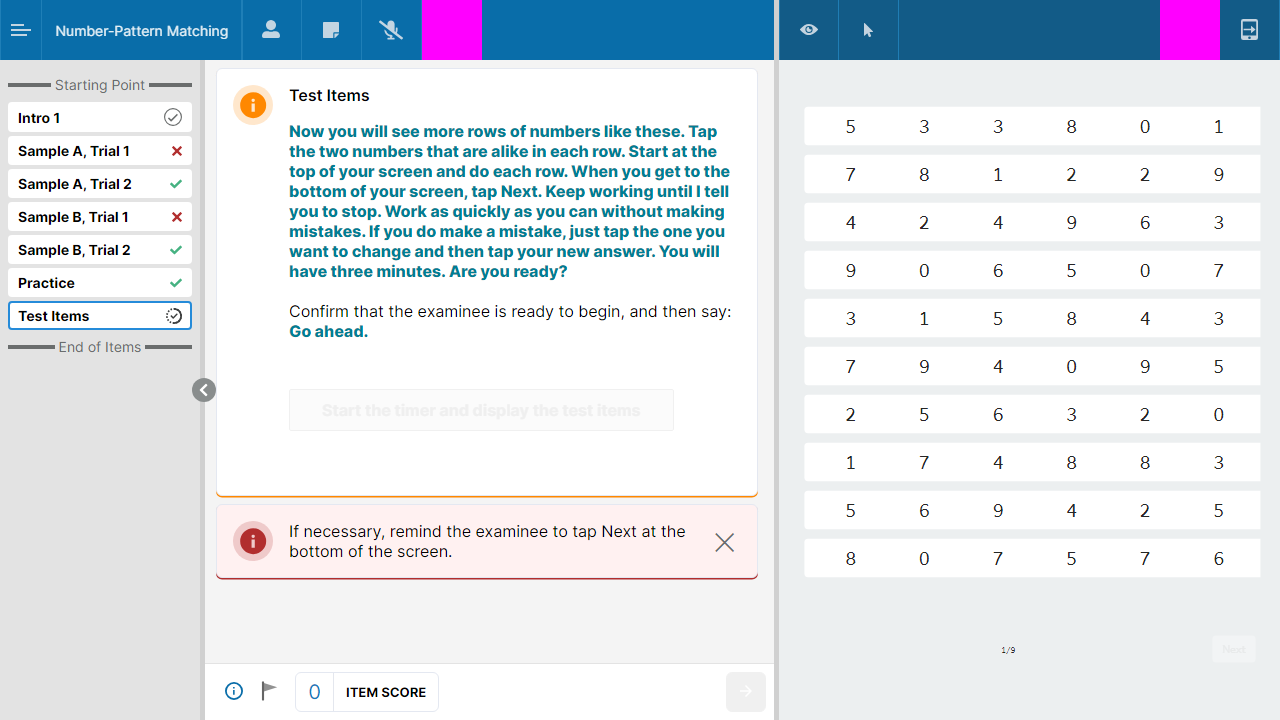 Number-Pattern Matching
Starting Point
Intro 1
Sample A, Trial 1
Sample A, Trial 2
Sample B, Trial 1
Sample B, Trial 2
Practice
Test Items
End of Items
Test Items
Now you will see more rows of numbers like these. Tap
the two numbers that are alike in each row. Start at the
top of your screen and do each row. When you get to the
bottom of your screen, tap Next. Keep working until I tell
you to stop. Work as quickly as you can without making
mistakes. If you do make a mistake, just tap the one you
want to change and then tap your new answer. You will
have three minutes. Are you ready?
Confirm that the examinee is ready to begin, and then say:
Go ahead.
Start the timer and display the test items
If necessary, remind the examinee to tap Next at the
bottom of the screen.
0 ITEM SCORE
5 3 3 8 0 1
7 8 1 2 2 9
4 2 4 9 6 3
9 0 6 5 0 7
3 1 5 8 4 3
7 9 4 0 9 5
2 5 6 3 2 0
1 7 4 8 8 3
5 6 9 4 2 5
8 0 7 5 7 6
1/9
Next